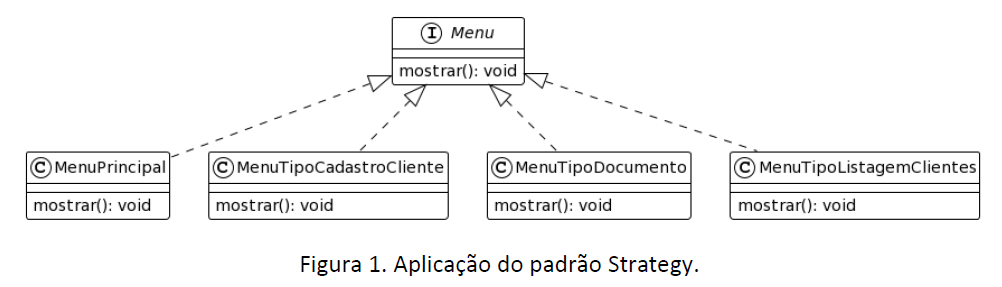 I Menu
mostrar(): void
C MenuPrincipal
mostrar(): void
C MenuTipoCadastroCliente
mostrar(): void
C MenuTipoDocumento
mostrar(): void
C MenuTipoListagemClientes
mostrar(): void
Figura 1. Aplicação do padrão Strategy.